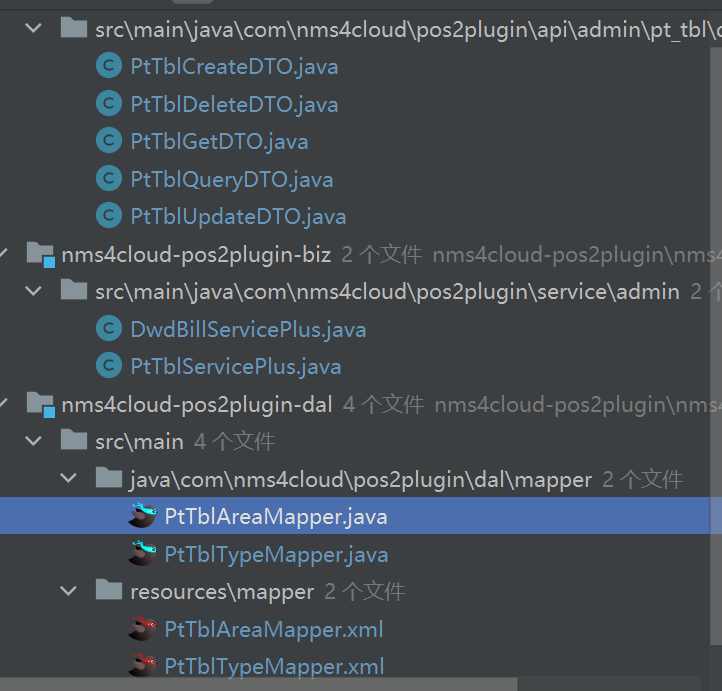 src\main\java\com\nms4cloud\pos2plugin\api\admin\pt_tbl\
PtTblCreateDTO.java
PtTblDeleteDTO.java
PtTblGetDTO.java
PtTblQueryDTO.java
PtTblUpdateDTO.java
nms4cloud-pos2plugin-biz 2 个文件 nms4cloud-pos2plugin\nms4
src\main\java\com\nms4cloud\pos2plugin\service\admin 2 个
DwdBillServicePlus.java
PtTblServicePlus.java
nms4cloud-pos2plugin-dal 4 个文件 nms4cloud-pos2plugin\nms4
src\main 4 个文件
java\com\nms4cloud\pos2plugin\dal\mapper 2 个文件
PtTblAreaMapper.java
PtTblTypeMapper.java
resources\mapper 2 个文件
PtTblAreaMapper.xml
PtTblTypeMapper.xml